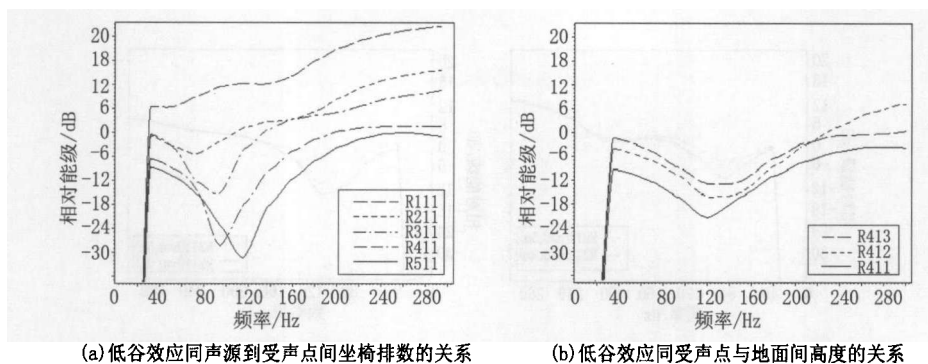 相对能级/dB
20
18
12
6
0
-6
-12
-18
-24
-30
R111
R211
R311
R411
R511
0 40 80 120 160 200 240 280
频率/Hz
(a)低谷效应同声源到受声点间坐椅排数的关系
相对能级/dB
20
18
12
6
0
-6
-12
-18
-24
-30
R413
R412
R411
0 40 80 120 160 200 240 280
频率/Hz
(b)低谷效应同受声点与地面间高度的关系